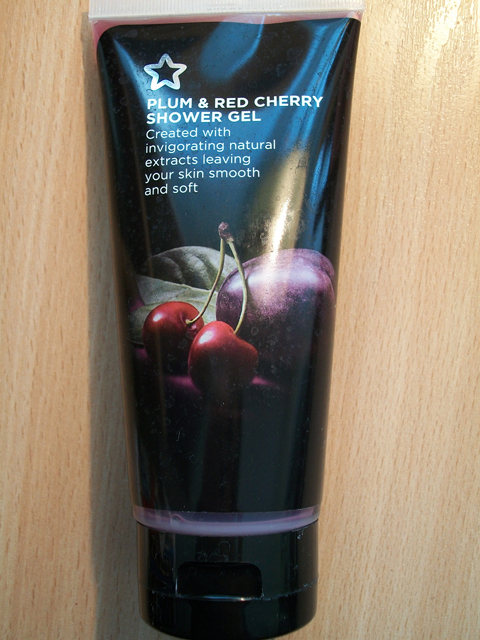 PLUM & RED CHERRY
SHOWER GEL
Created with
invigorating natural
extracts leaving
your skin smooth
and soft